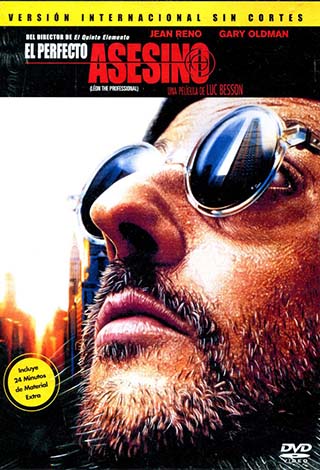 VERSIÓN INTERNACIONAL SIN CORTES
DEL DIRECTOR DE El Quinto Elemento
JEAN RENO GARY OLDMAN
EL PERFECTO
ASESINO
(LÉON THE PROFESSIONAL)
UNA PELÍCULA DE LUC BESSON
Incluye
24 Minutos
de Material
Extra
DVD
VIDEO